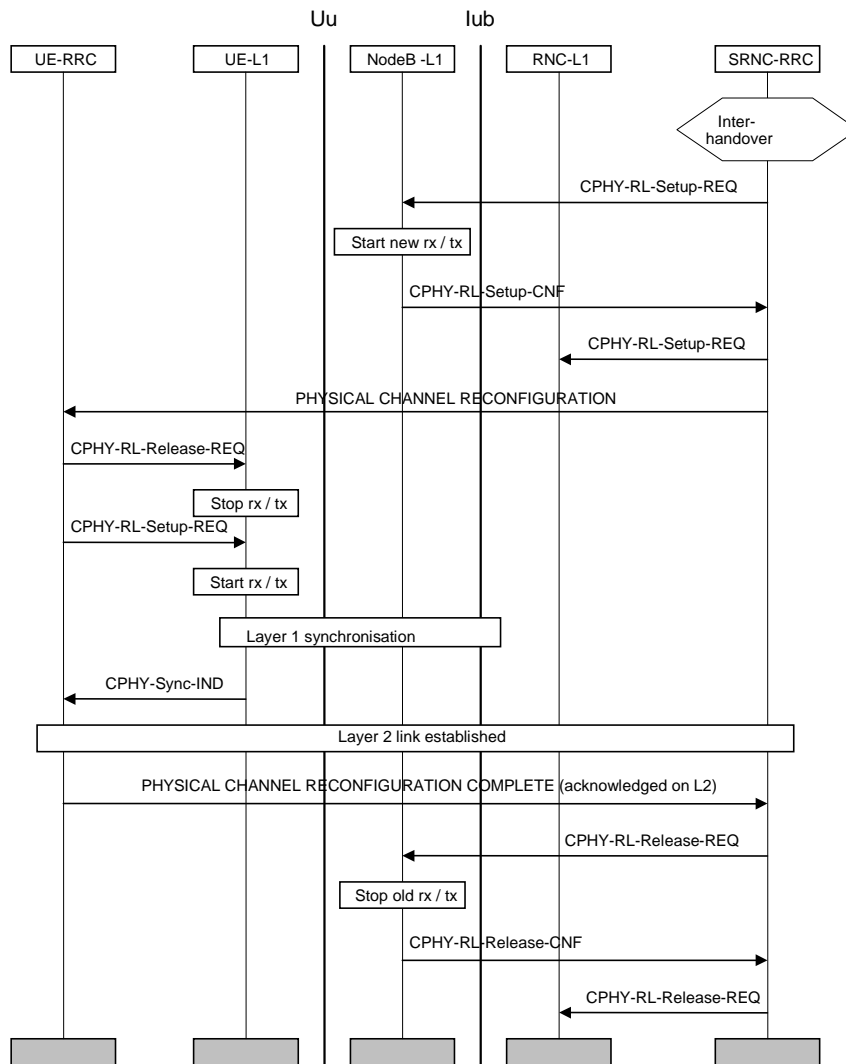 Uu Iub
UE-RRC UE-L1 NodeB -L1 RNC-L1 SRNC-RRC
Inter-
handover
CPHY-RL-Setup-REQ
Start new rx / tx
CPHY-RL-Setup-CNF
CPHY-RL-Setup-REQ
PHYSICAL CHANNEL RECONFIGURATION
CPHY-RL-Release-REQ
Stop rx / tx
CPHY-RL-Setup-REQ
Start rx / tx
Layer 1 synchronisation
CPHY-Sync-IND
Layer 2 link established
PHYSICAL CHANNEL RECONFIGURATION COMPLETE (acknowledged on L2)
CPHY-RL-Release-REQ
Stop old rx / tx
CPHY-RL-Release-CNF
CPHY-RL-Release-REQ